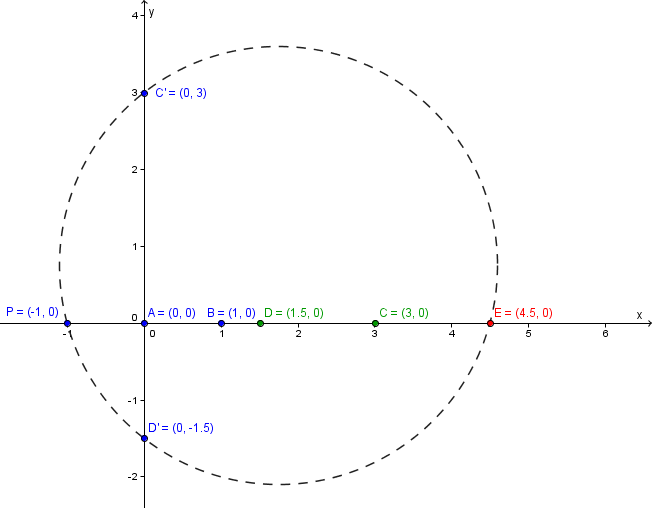 4
y
3
C' = (0, 3)
2
1
P = (-1, 0)
0
A = (0, 0)
B = (1, 0)
D = (1.5, 0)
C = (3, 0)
E = (4.5, 0)
x
-1
0
1
2
3
4
5
6
-1
D' = (0, -1.5)
-2